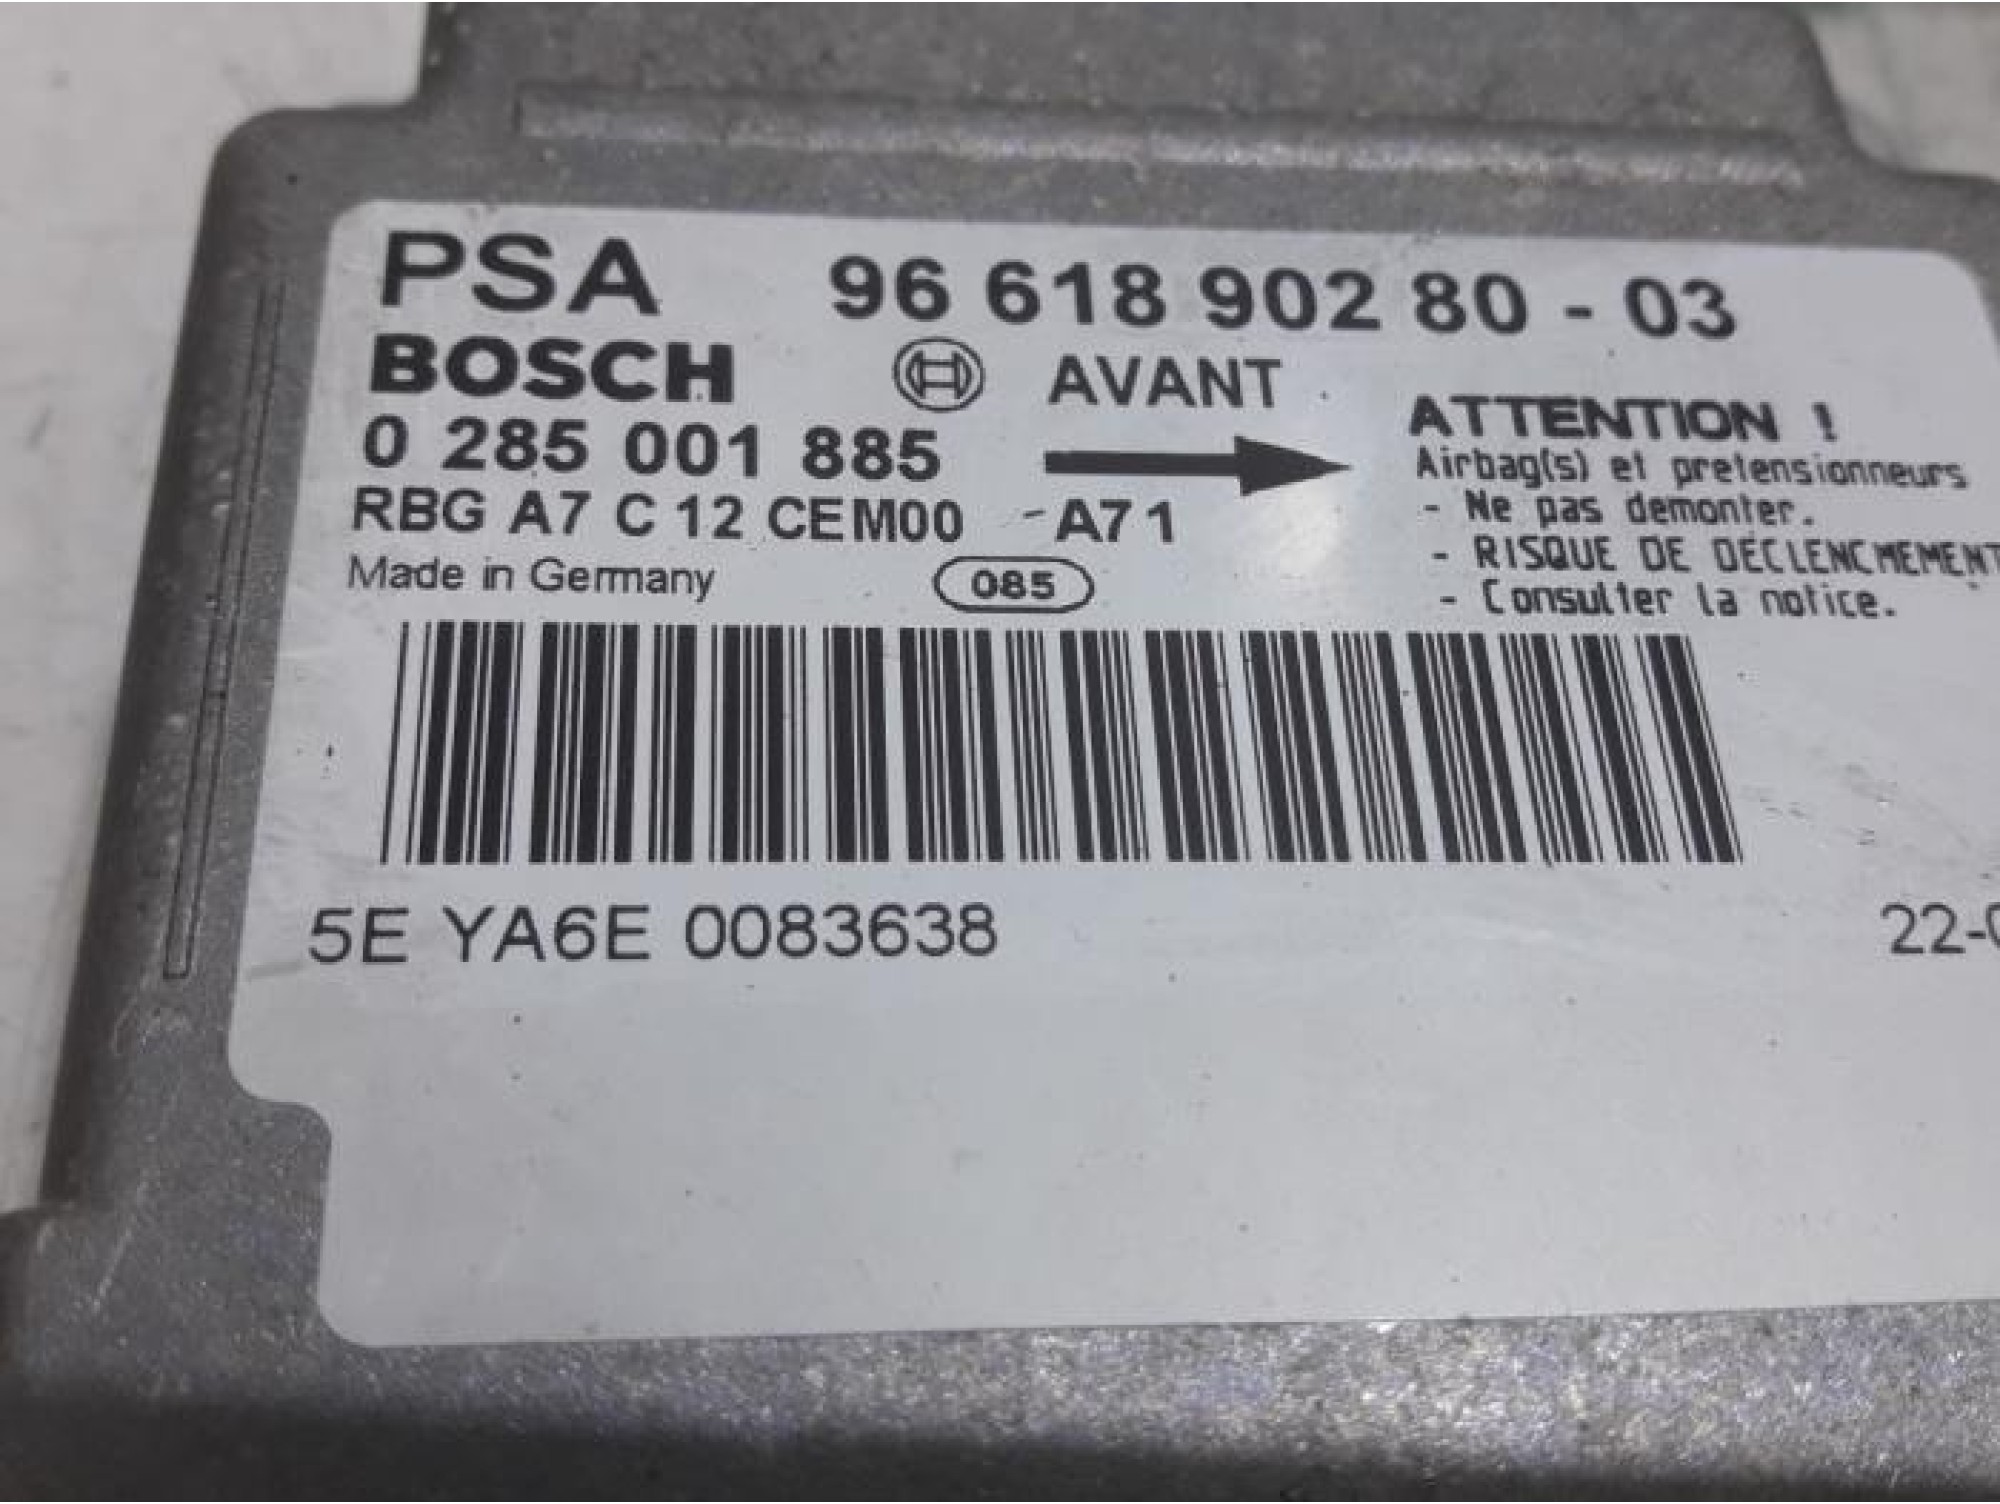 PSA 96 618 902 80 - 03
BOSCH AVANT
0 285 001 885
RBG A7 C 12 CEM00 - A71
Made in Germany 085
ATTENTION !
Airbag(s) et pretensionneurs
- Ne pas demonter.
- RISQUE DE DECLENCHEMENT
- Consulter la notice.
5E YA6E 0083638 22-0